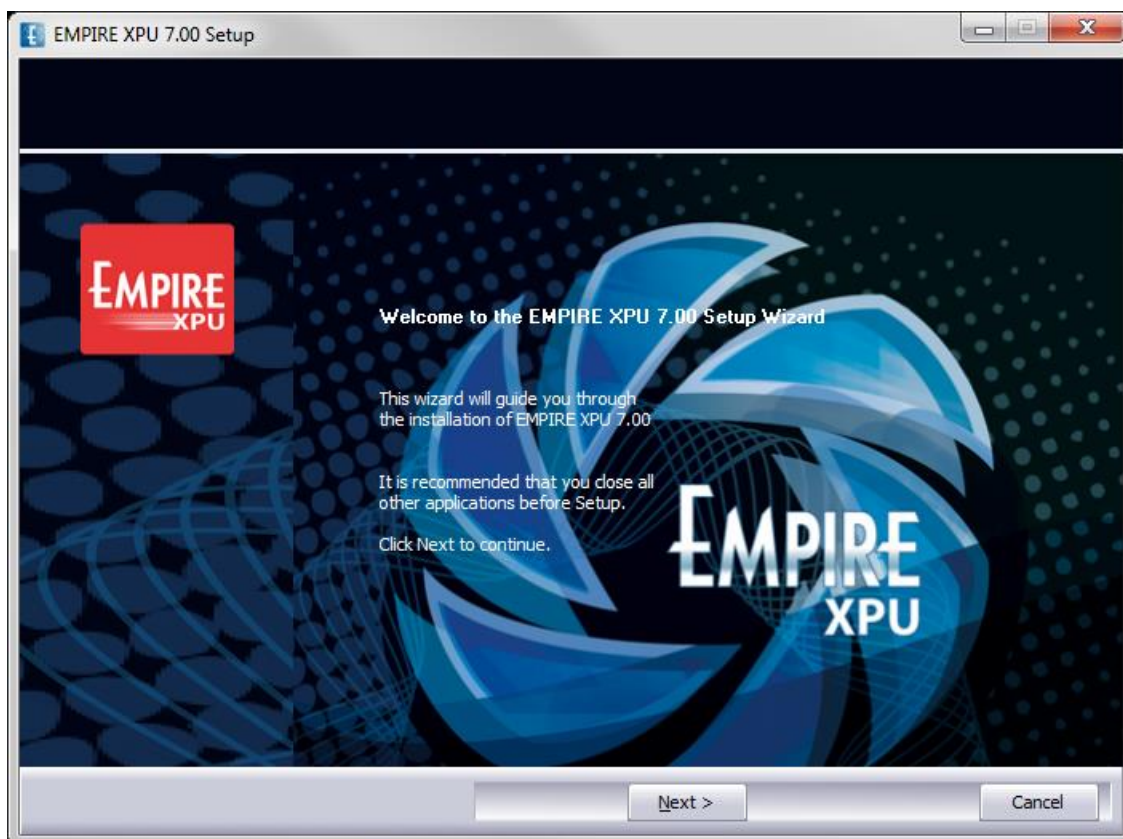 EMPIRE XPU 7.00 Setup
EMPIRE
XPU
Welcome to the EMPIRE XPU 7.00 Setup Wizard
This wizard will guide you through
the installation of EMPIRE XPU 7.00
It is recommended that you close all
other applications before Setup.
Click Next to continue.
EMPIRE
XPU
Next >
Cancel